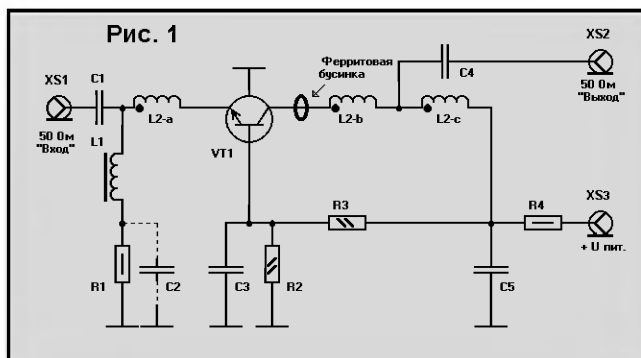 Рис. 1
XS1
C1
L2-a
50 Ом
"Вход"
L1
VT1
Ферритовая
бусинка
L2-b
L2-c
C4
XS2
50 Ом
"Выход"
R3
R4
XS3
+ U пит.
R1
C2
C3
R2
C5